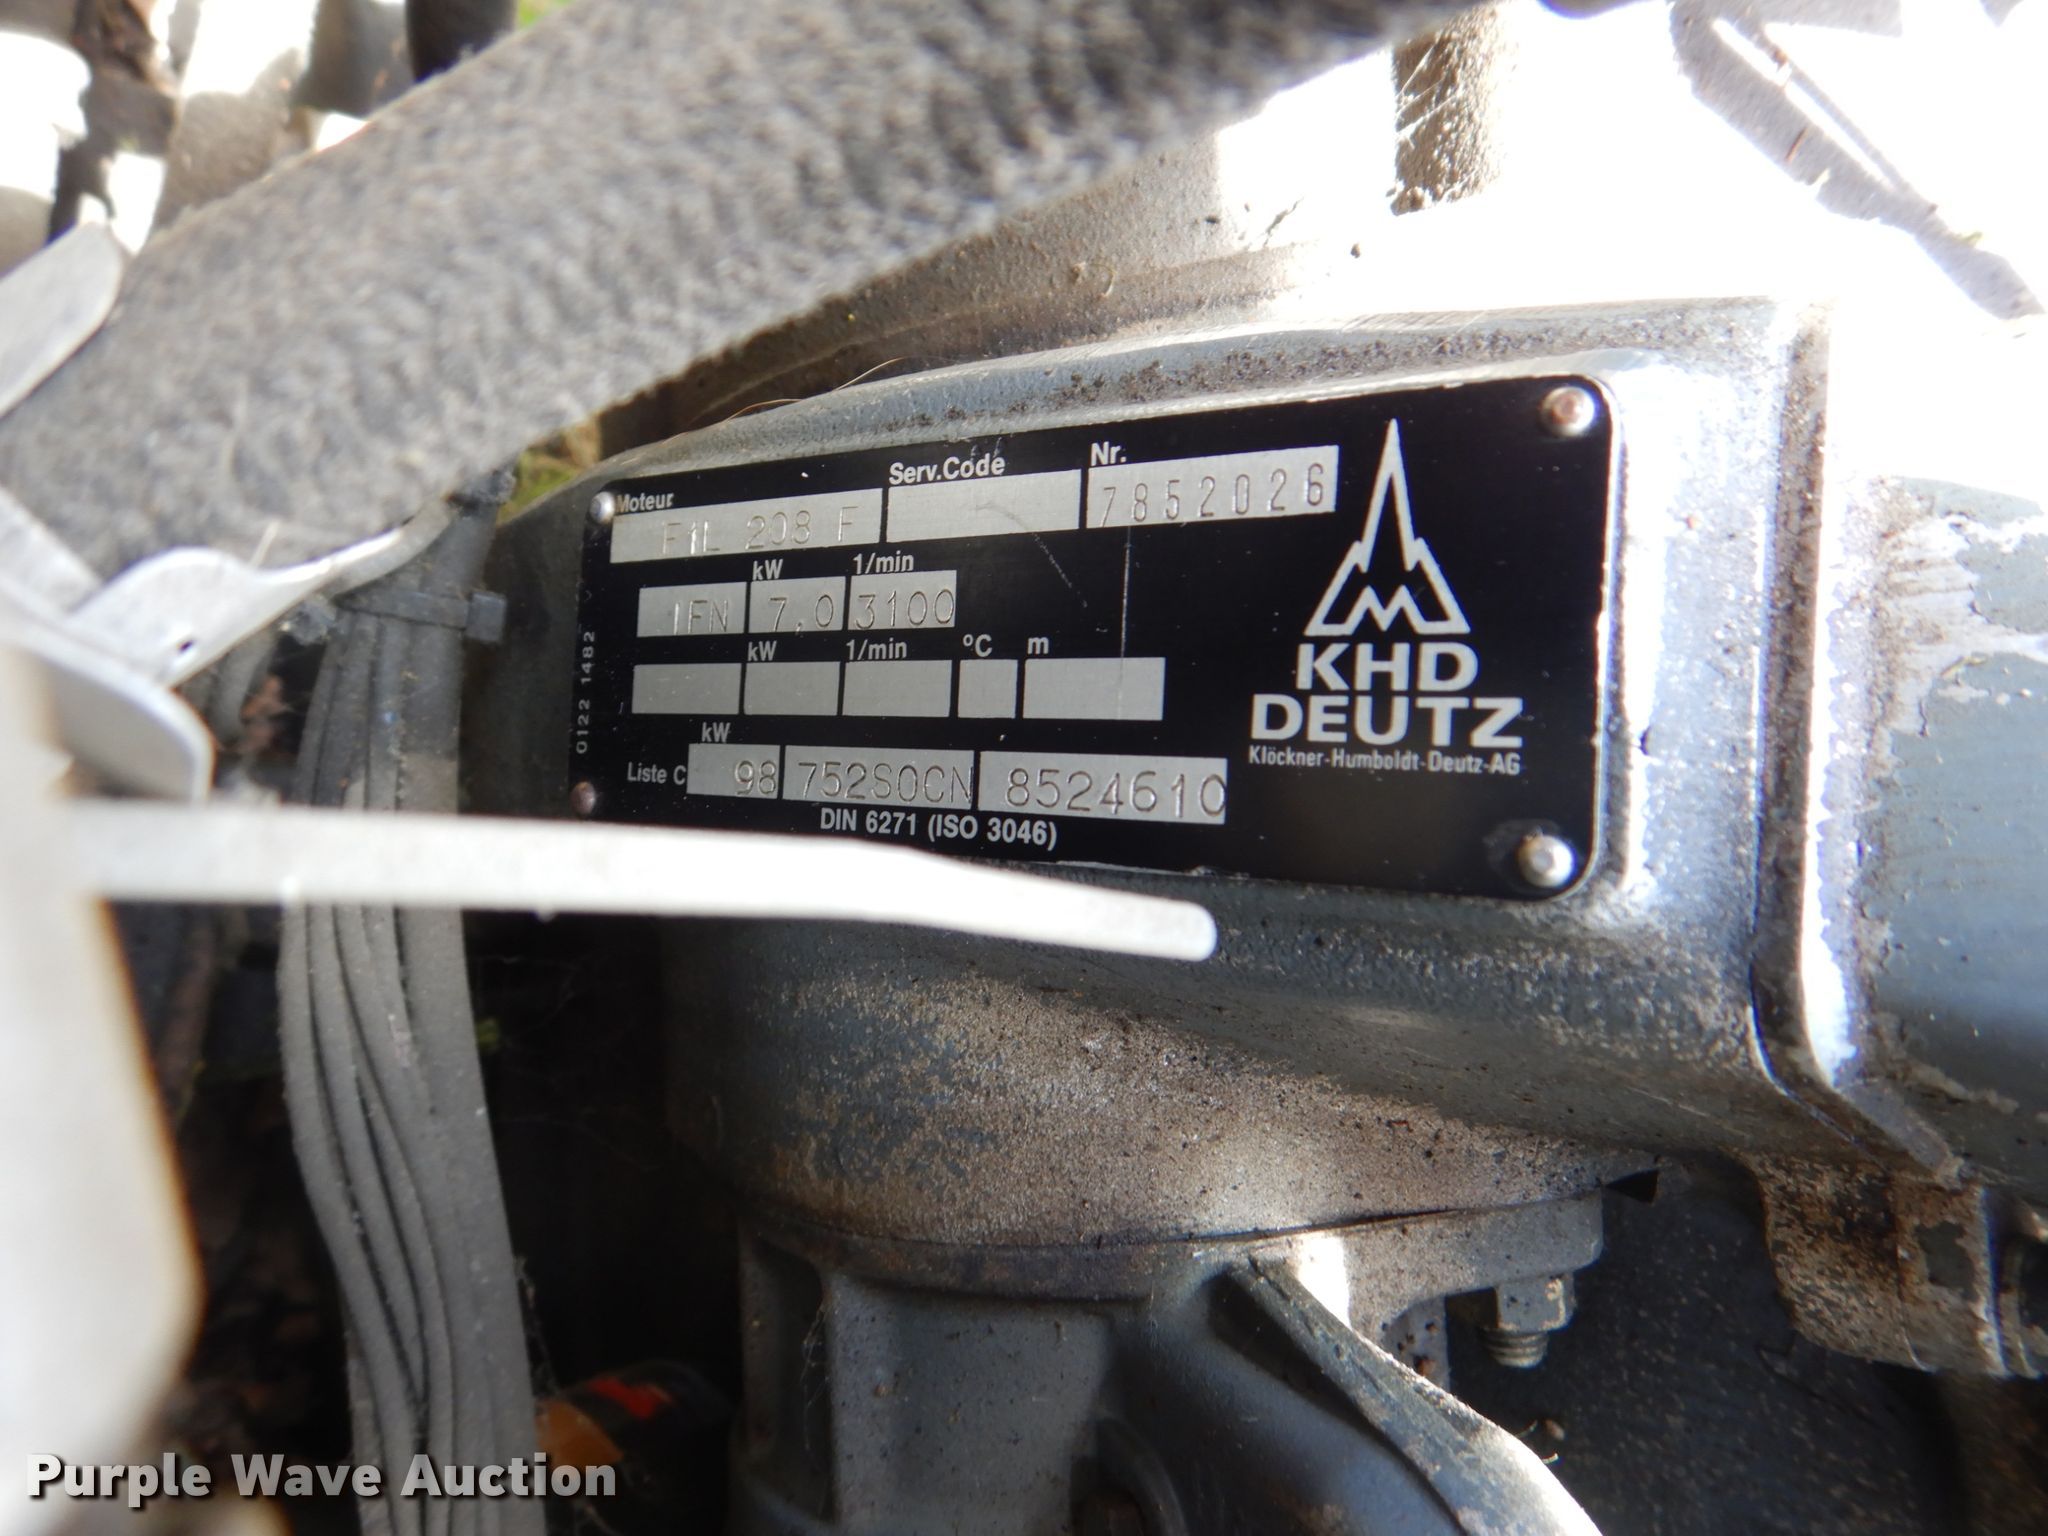 Moteur Serv.Code Nr.
F1L 208 F 7852026
kW 1/min
IFN 7,0 3100
kW 1/min °C m
kW
Liste C 98 752S0CN 8524610
DIN 6271 (ISO 3046)
0122 1482
M
KHD
DEUTZ
Klöckner-Humboldt-Deutz-AG
Purple Wave Auction